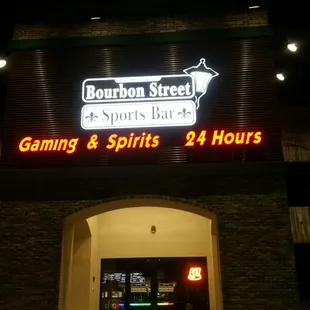 Bourbon Street
Sports Bar
Gaming & Spirits 24 Hours